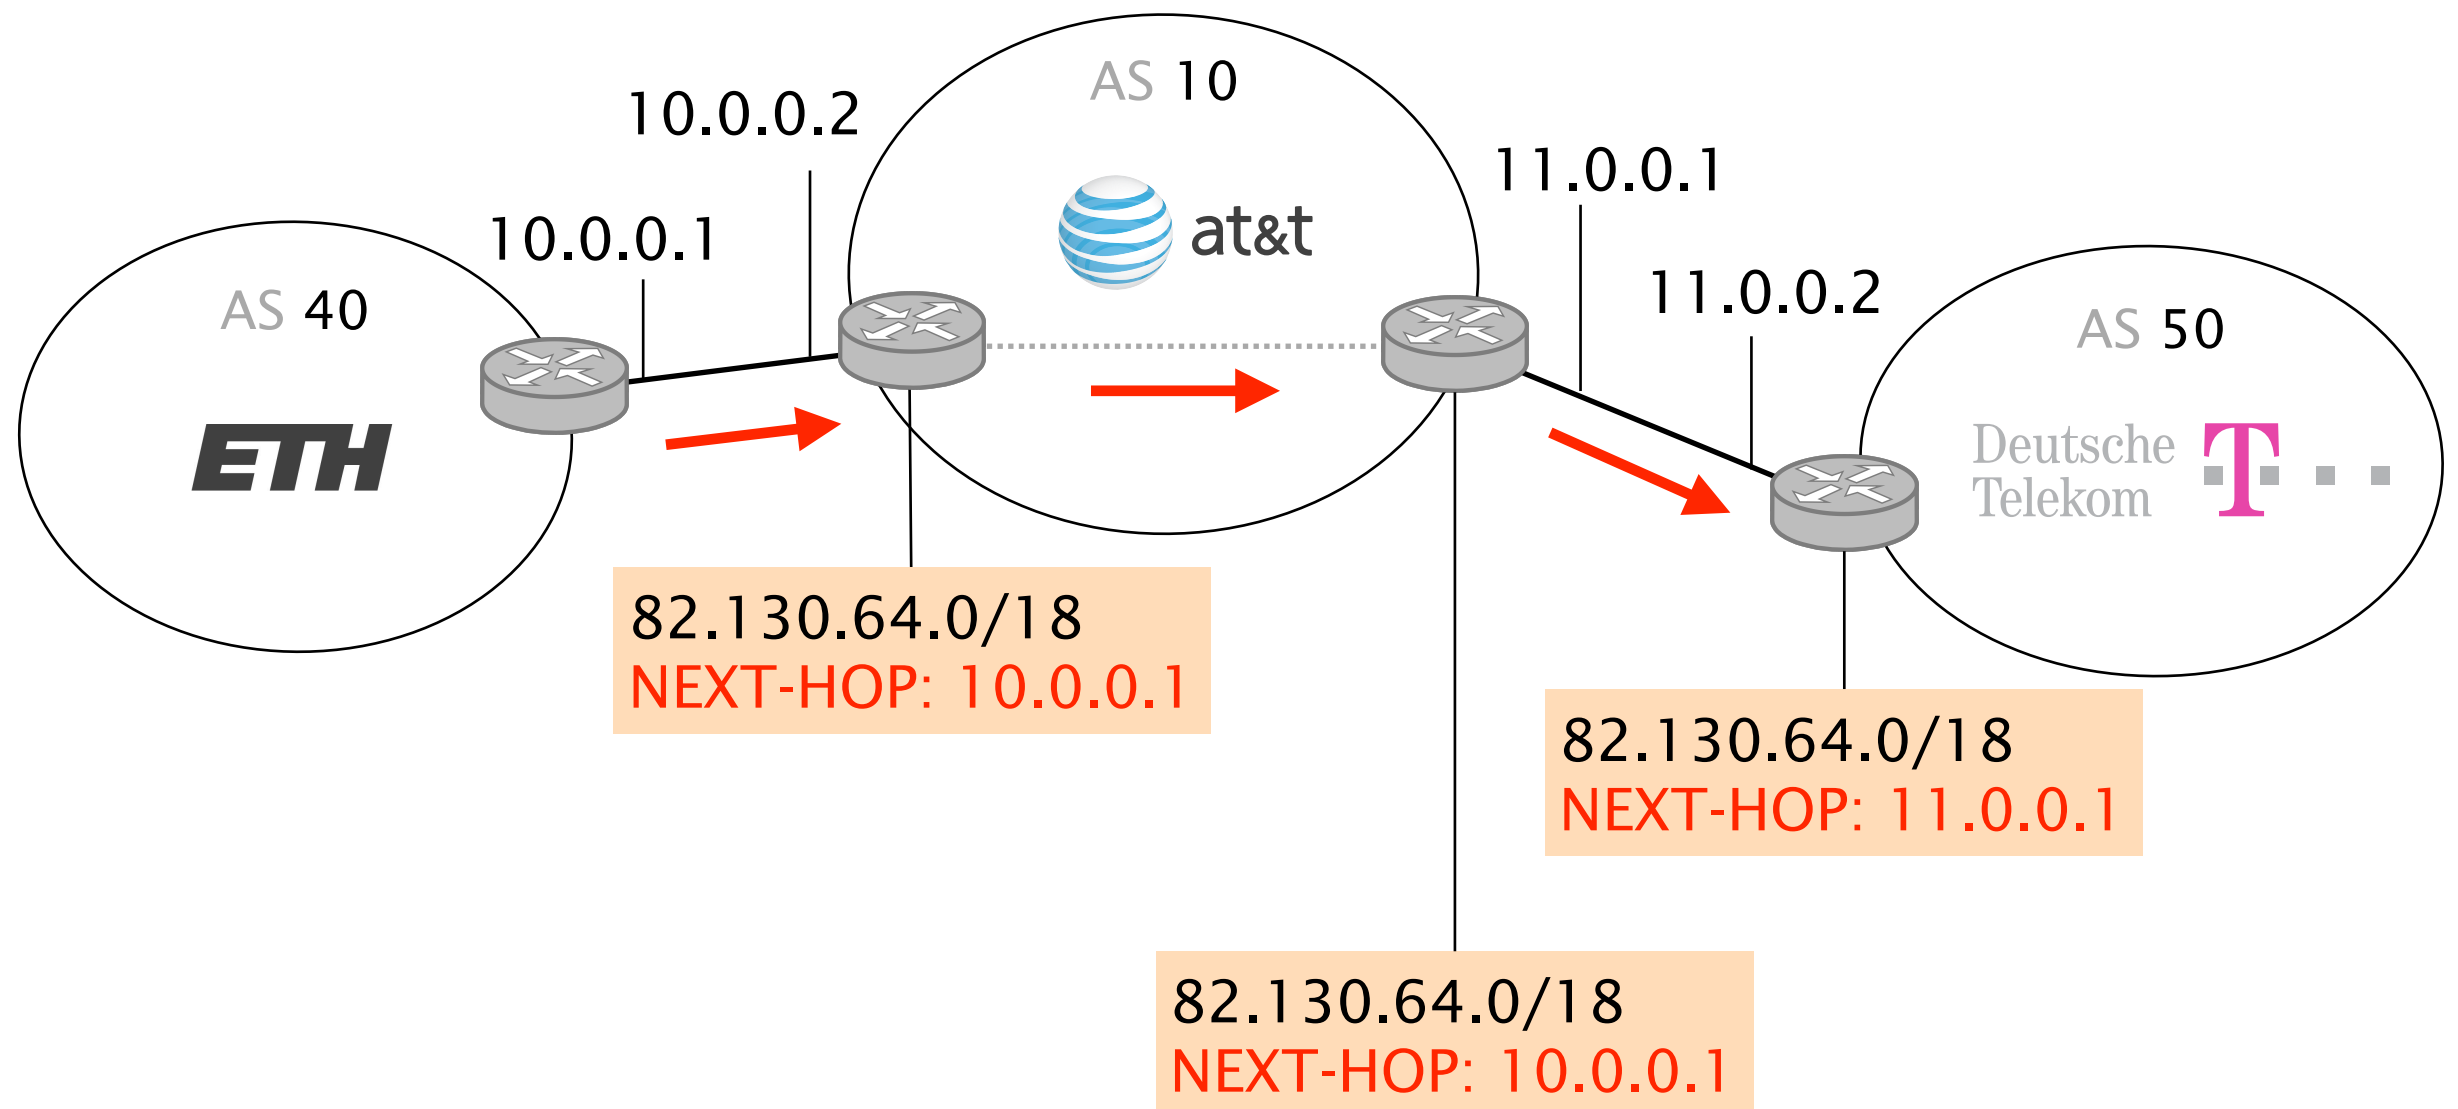 AS 10
10.0.0.2
11.0.0.1
at&t
10.0.0.1
11.0.0.2
AS 40
AS 50
ETH
Deutsche
Telekom
T
82.130.64.0/18
NEXT-HOP: 10.0.0.1
82.130.64.0/18
NEXT-HOP: 11.0.0.1
82.130.64.0/18
NEXT-HOP: 10.0.0.1